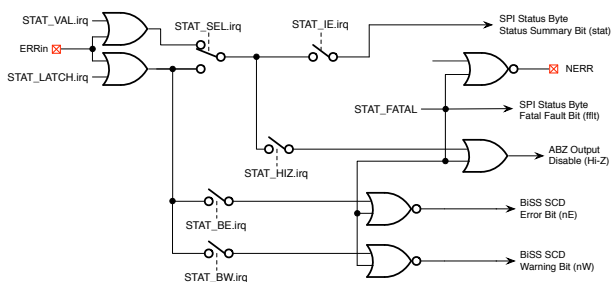 STAT_VAL.irq
STAT_SEL.irq
STAT_IE.irq
SPI Status Byte
Status Summary Bit (stat)
ERRin
STAT_LATCH.irq
NERR
STAT_FATAL
SPI Status Byte
Fatal Fault Bit (fflt)
STAT_HIZ.irq
ABZ Output
Disable (Hi-Z)
STAT_BE.irq
BiSS SCD
Error Bit (nE)
STAT_BW.irq
BiSS SCD
Warning Bit (nW)